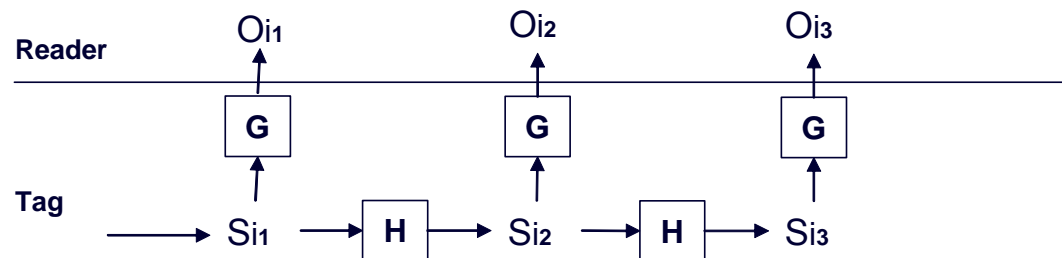 Oi1 Oi2 Oi3
Reader
G G G
Tag
Si1 H Si2 H Si3